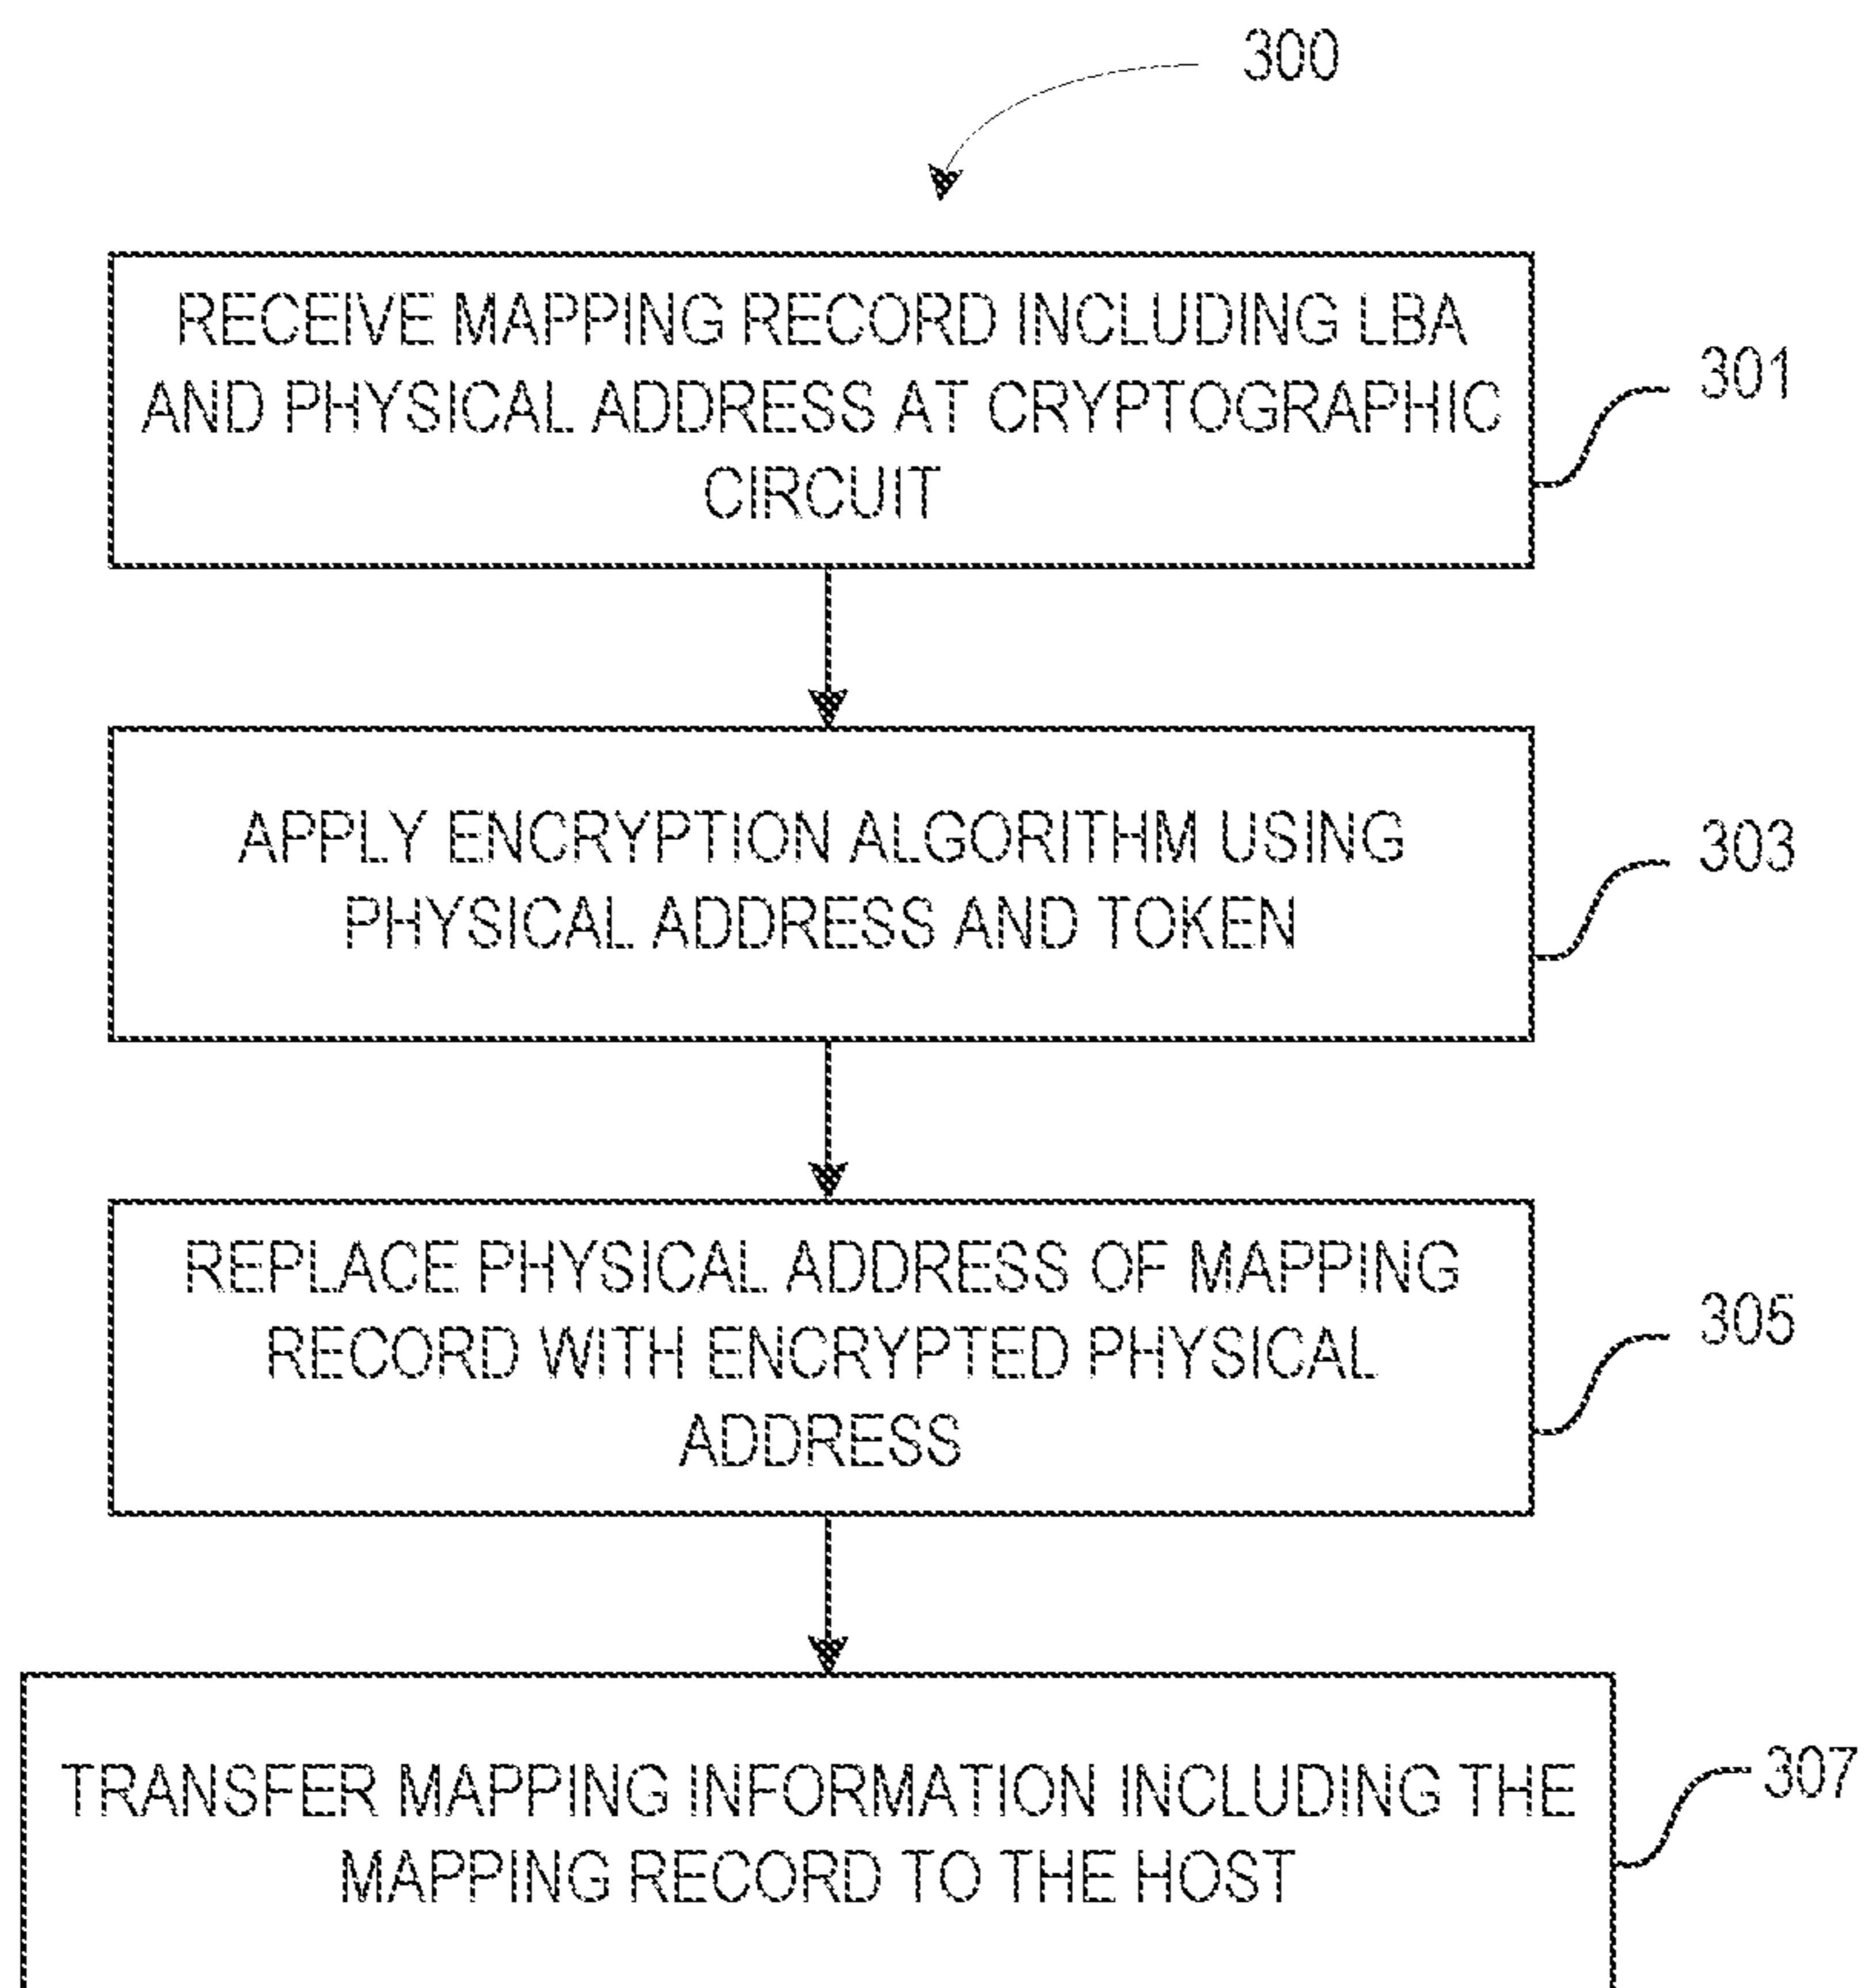 300
RECEIVE MAPPING RECORD INCLUDING LBA
AND PHYSICAL ADDRESS AT CRYPTOGRAPHIC
CIRCUIT
301
APPLY ENCRYPTION ALGORITHM USING
PHYSICAL ADDRESS AND TOKEN
303
REPLACE PHYSICAL ADDRESS OF MAPPING
RECORD WITH ENCRYPTED PHYSICAL
ADDRESS
305
TRANSFER MAPPING INFORMATION INCLUDING THE
MAPPING RECORD TO THE HOST
307